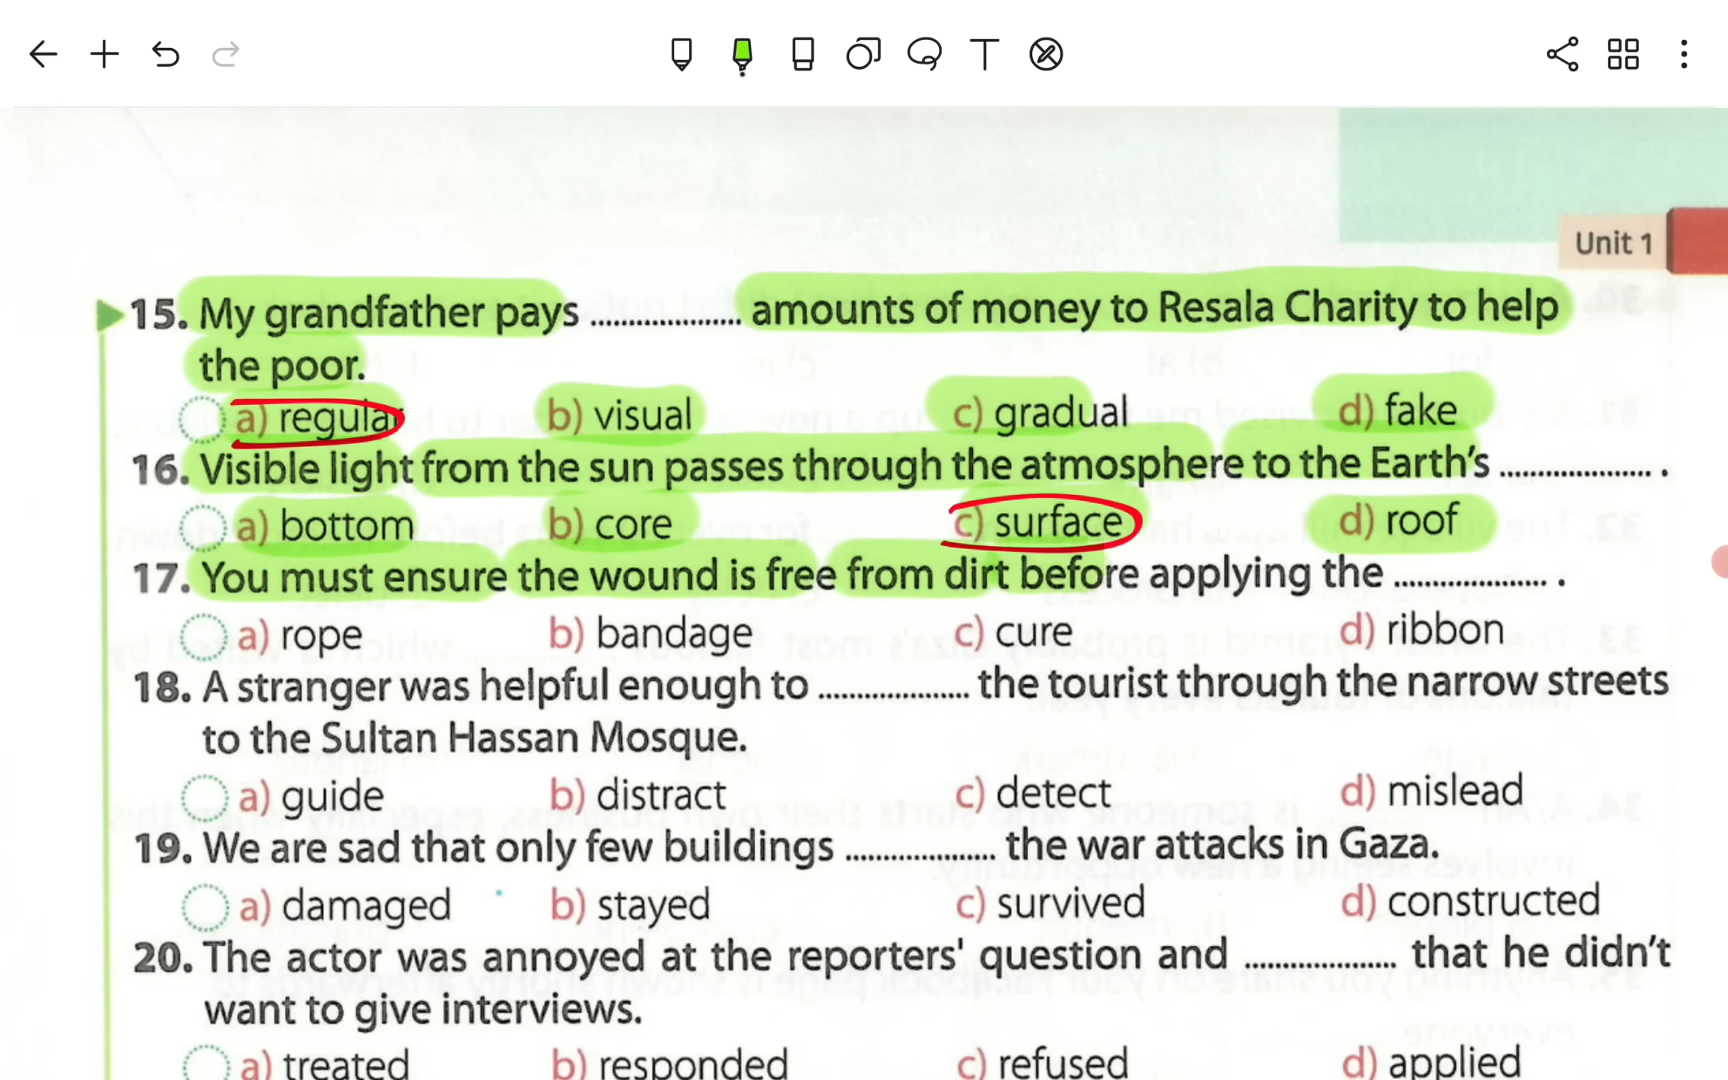 Unit 1
15. My grandfather pays .................... amounts of money to Resala Charity to help
the poor.
a) regular b) visual c) gradual d) fake
16. Visible light from the sun passes through the atmosphere to the Earth's .................... .
a) bottom b) core c) surface d) roof
17. You must ensure the wound is free from dirt before applying the .................... .
a) rope b) bandage c) cure d) ribbon
18. A stranger was helpful enough to .................... the tourist through the narrow streets
to the Sultan Hassan Mosque.
a) guide b) distract c) detect d) mislead
19. We are sad that only few buildings .................... the war attacks in Gaza.
a) damaged b) stayed c) survived d) constructed
20. The actor was annoyed at the reporters' question and .................... that he didn't
want to give interviews.
a) treated b) responded c) refused d) applied